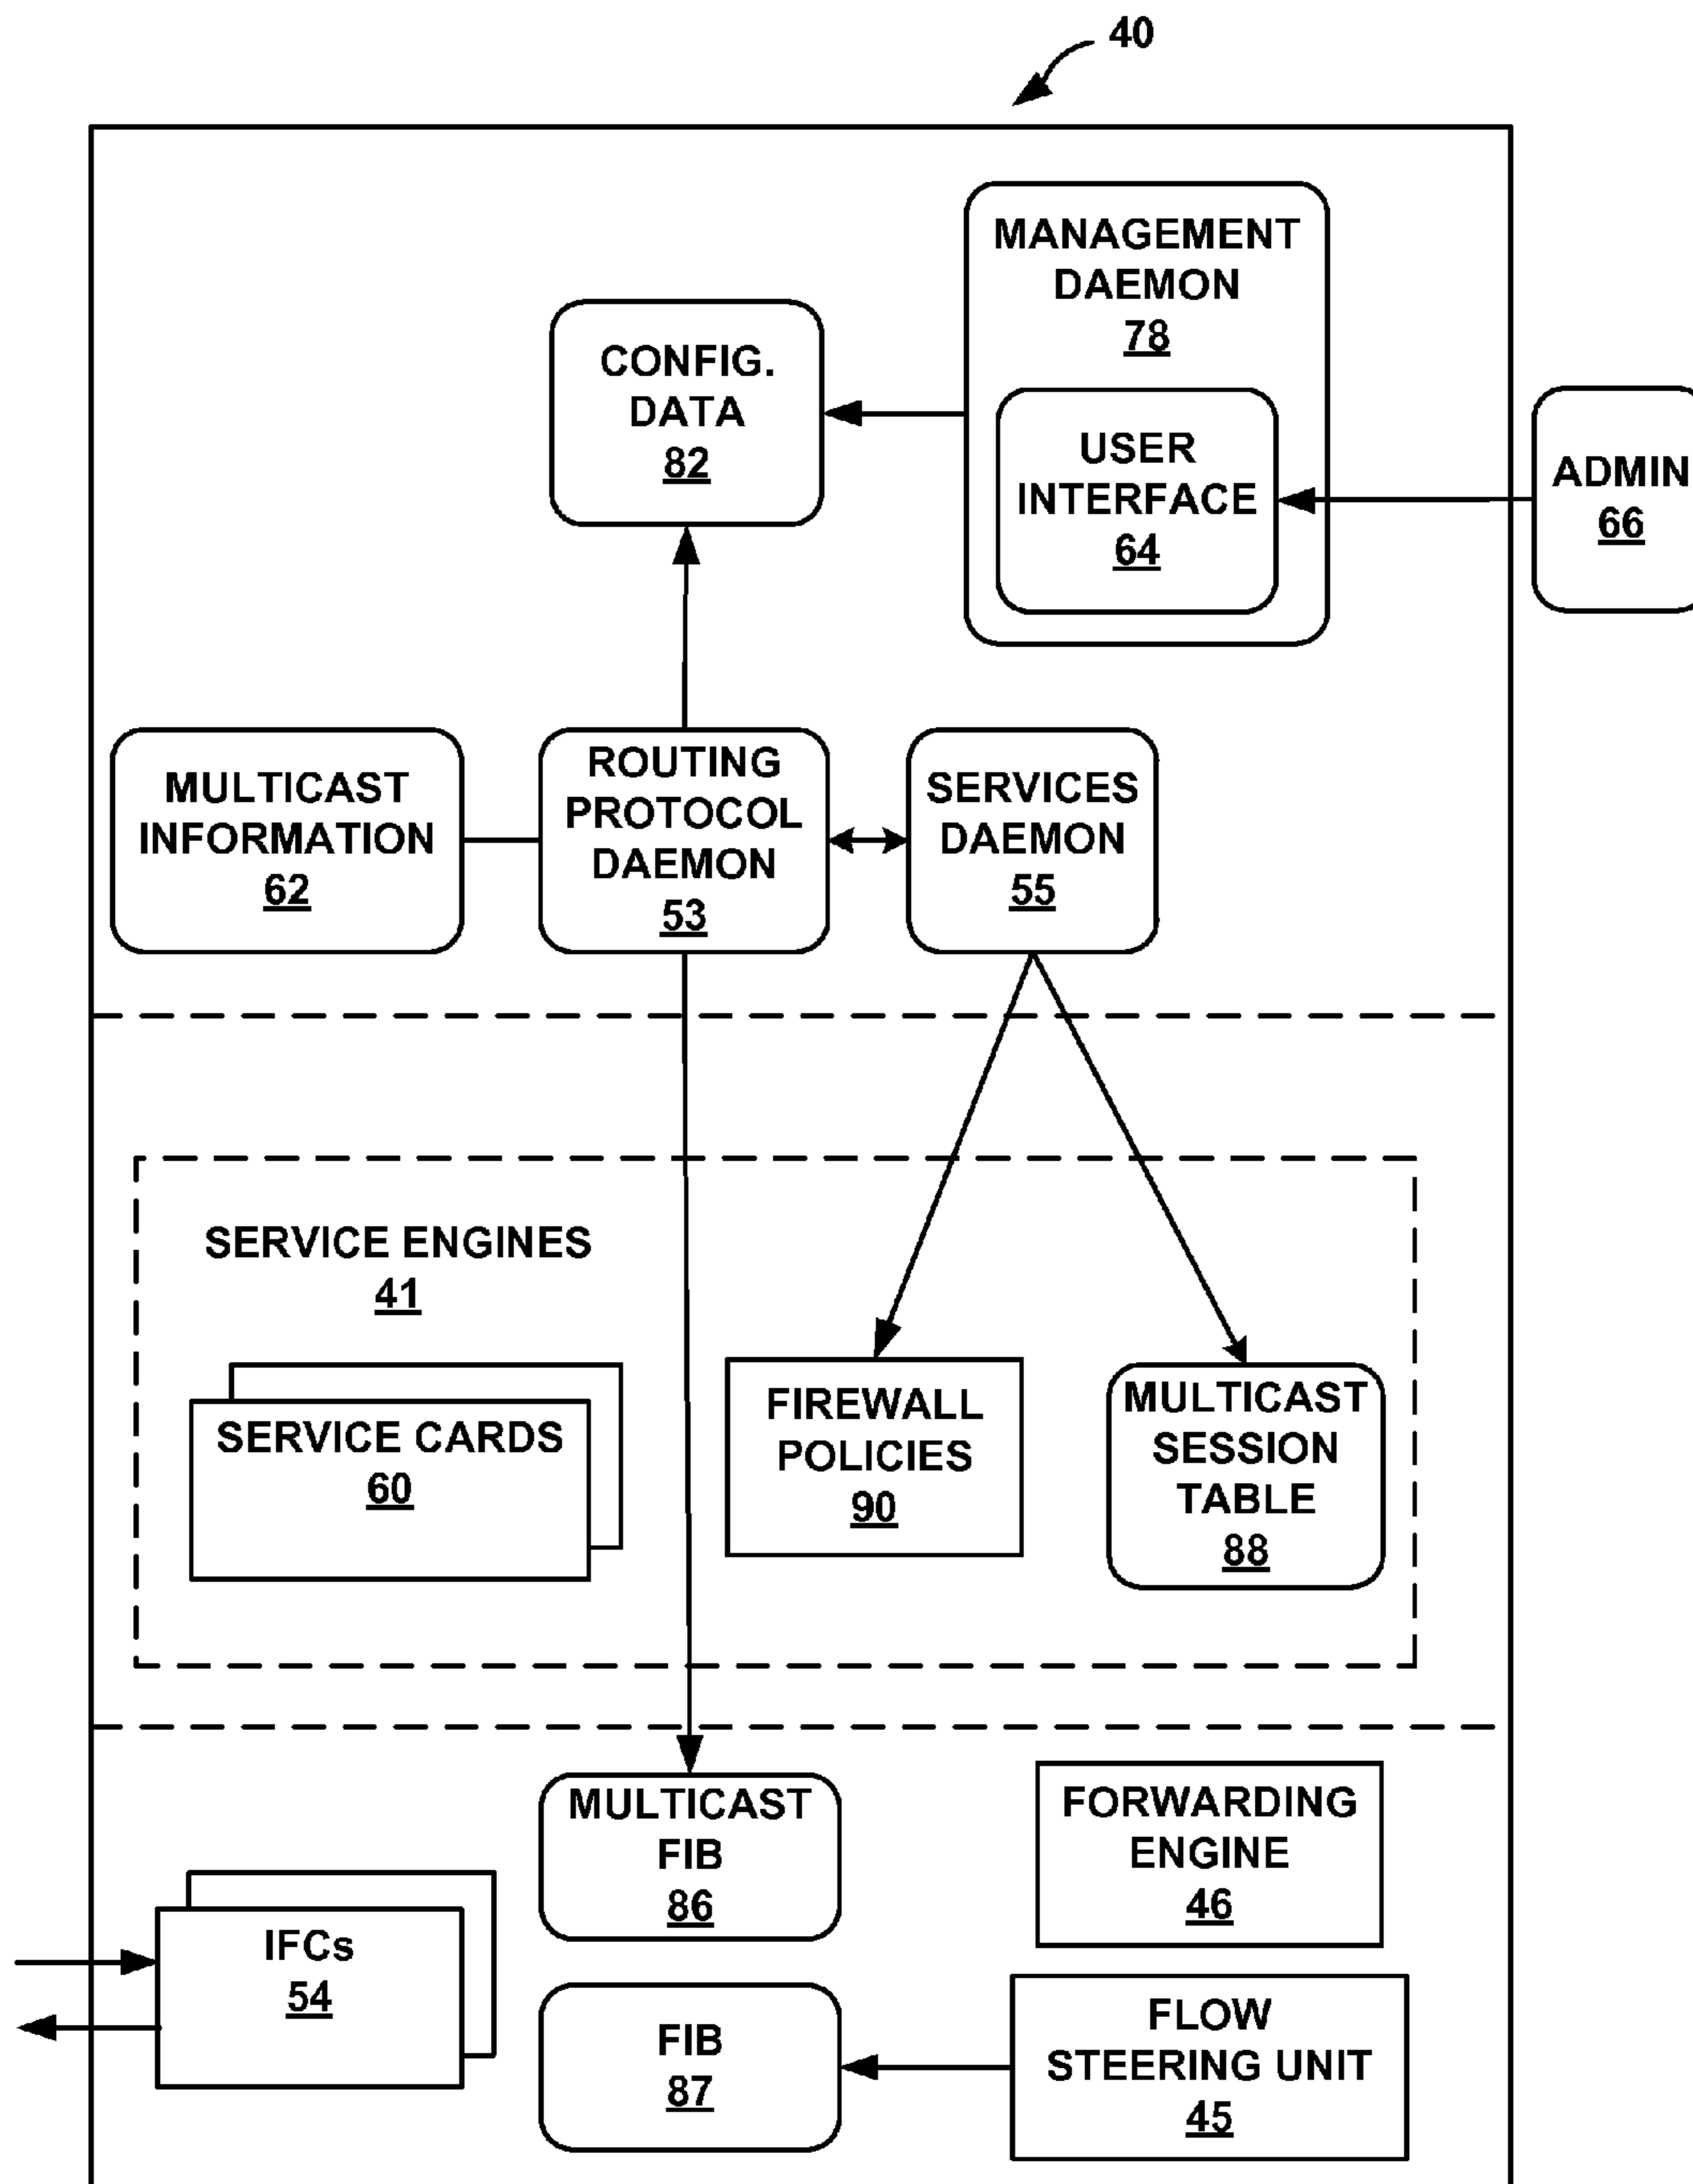 40
MANAGEMENT
DAEMON
78
CONFIG.
DATA
82
USER
INTERFACE
64
ADMIN
66
MULTICAST
INFORMATION
62
ROUTING
PROTOCOL
DAEMON
53
SERVICES
DAEMON
55
SERVICE ENGINES
41
SERVICE CARDS
60
FIREWALL
POLICIES
90
MULTICAST
SESSION
TABLE
88
MULTICAST
FIB
86
FORWARDING
ENGINE
46
IFCs
54
FIB
87
FLOW
STEERING UNIT
45